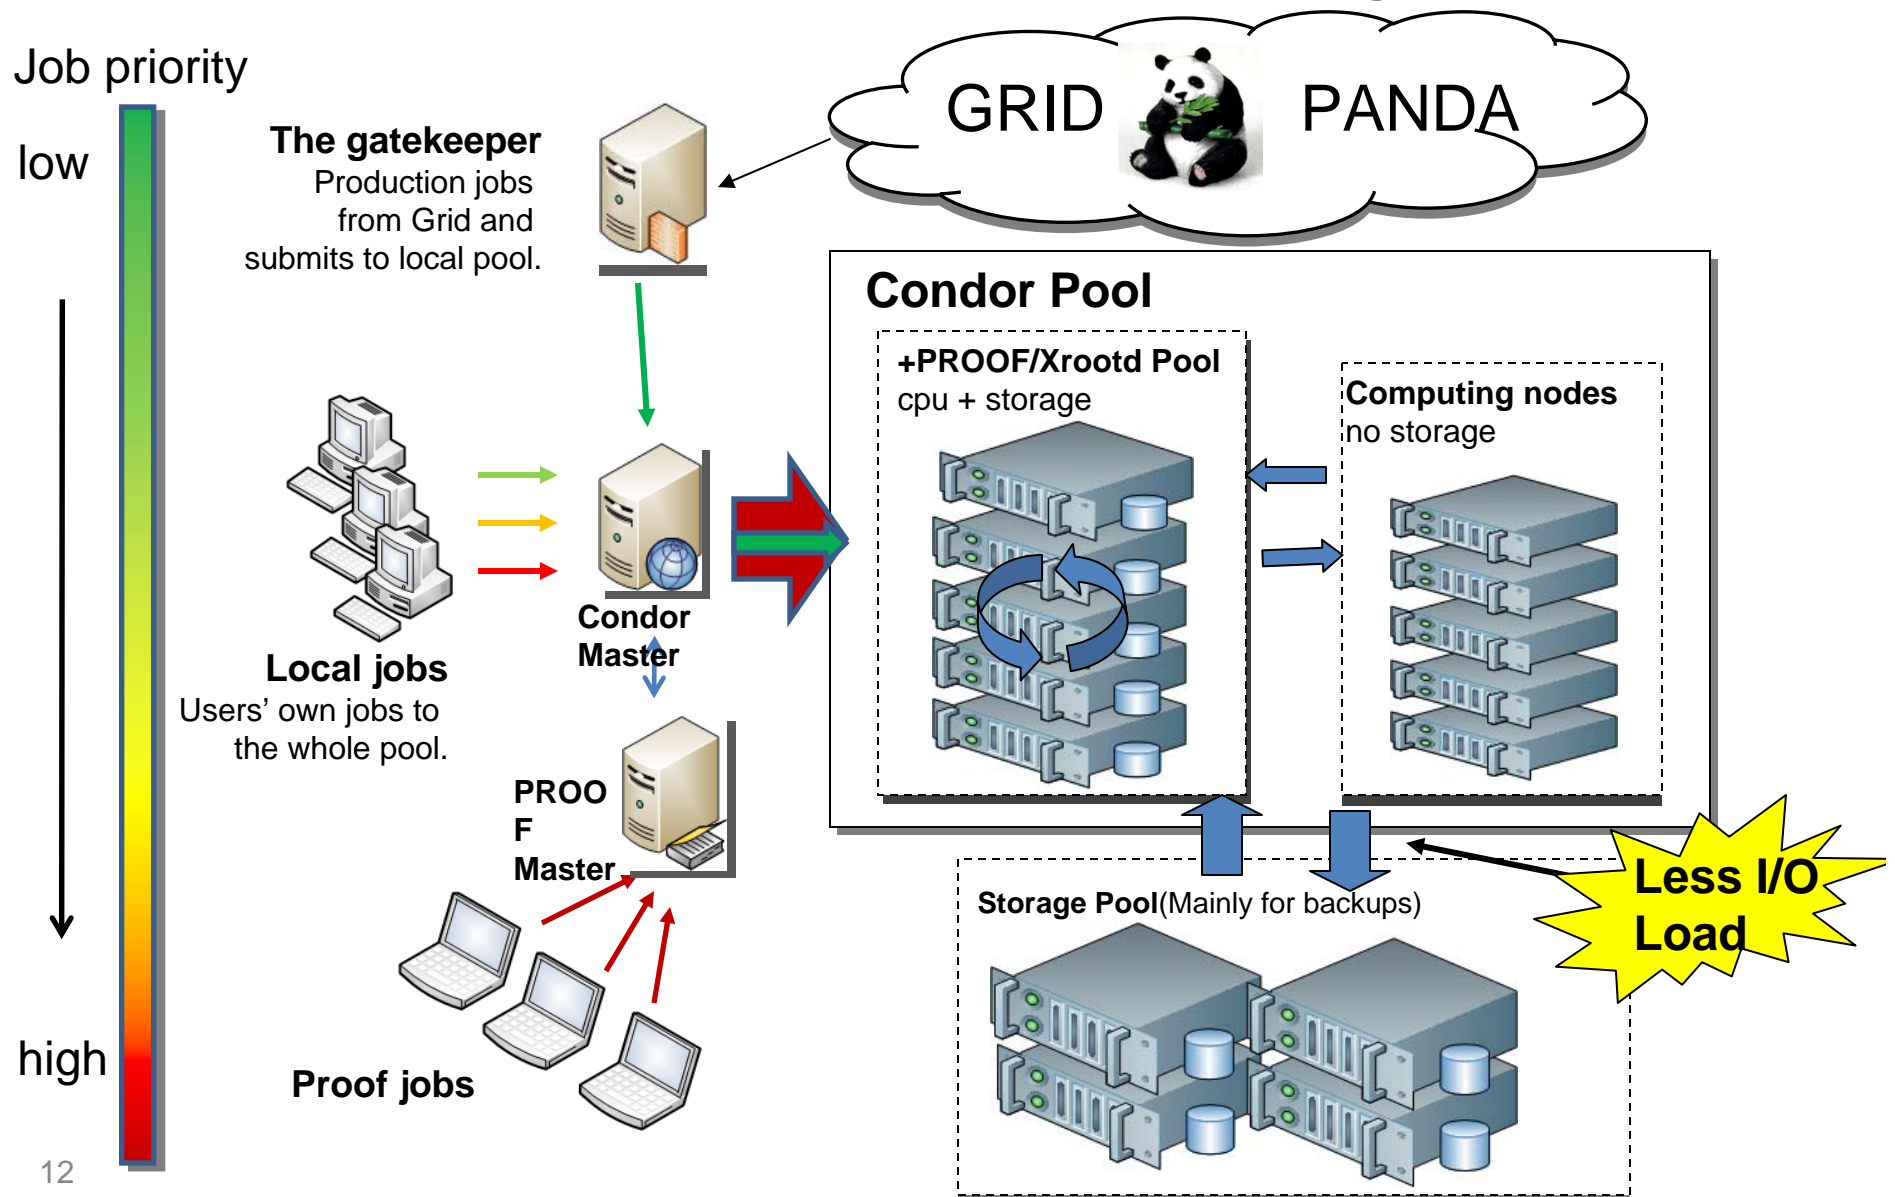 Job priority
low
high
The gatekeeper
Production jobs
from Grid and
submits to local pool.
GRID PANDA
Condor Pool
+PROOF/Xrootd Pool
cpu + storage
Computing nodes
no storage
Condor
Master
Local jobs
Users’ own jobs to
the whole pool.
PROO
F
Master
Proof jobs
Storage Pool(Mainly for backups)
Less I/O
Load
12